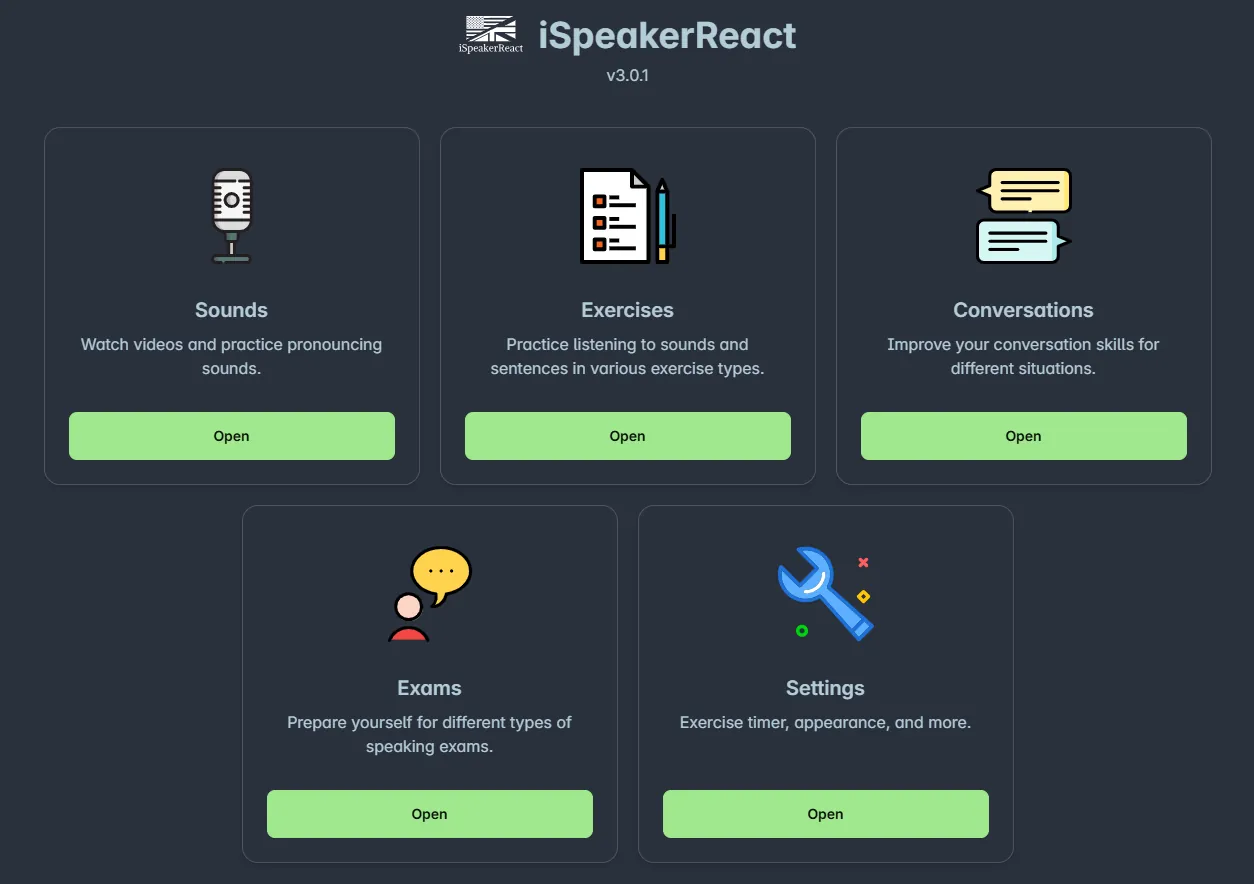 iSpeakerReact
iSpeakerReact
v3.0.1
Sounds
Watch videos and practice pronouncing
sounds.
Open
Exercises
Practice listening to sounds and
sentences in various exercise types.
Open
Conversations
Improve your conversation skills for
different situations.
Open
Exams
Prepare yourself for different types of
speaking exams.
Open
Settings
Exercise timer, appearance, and more.
Open